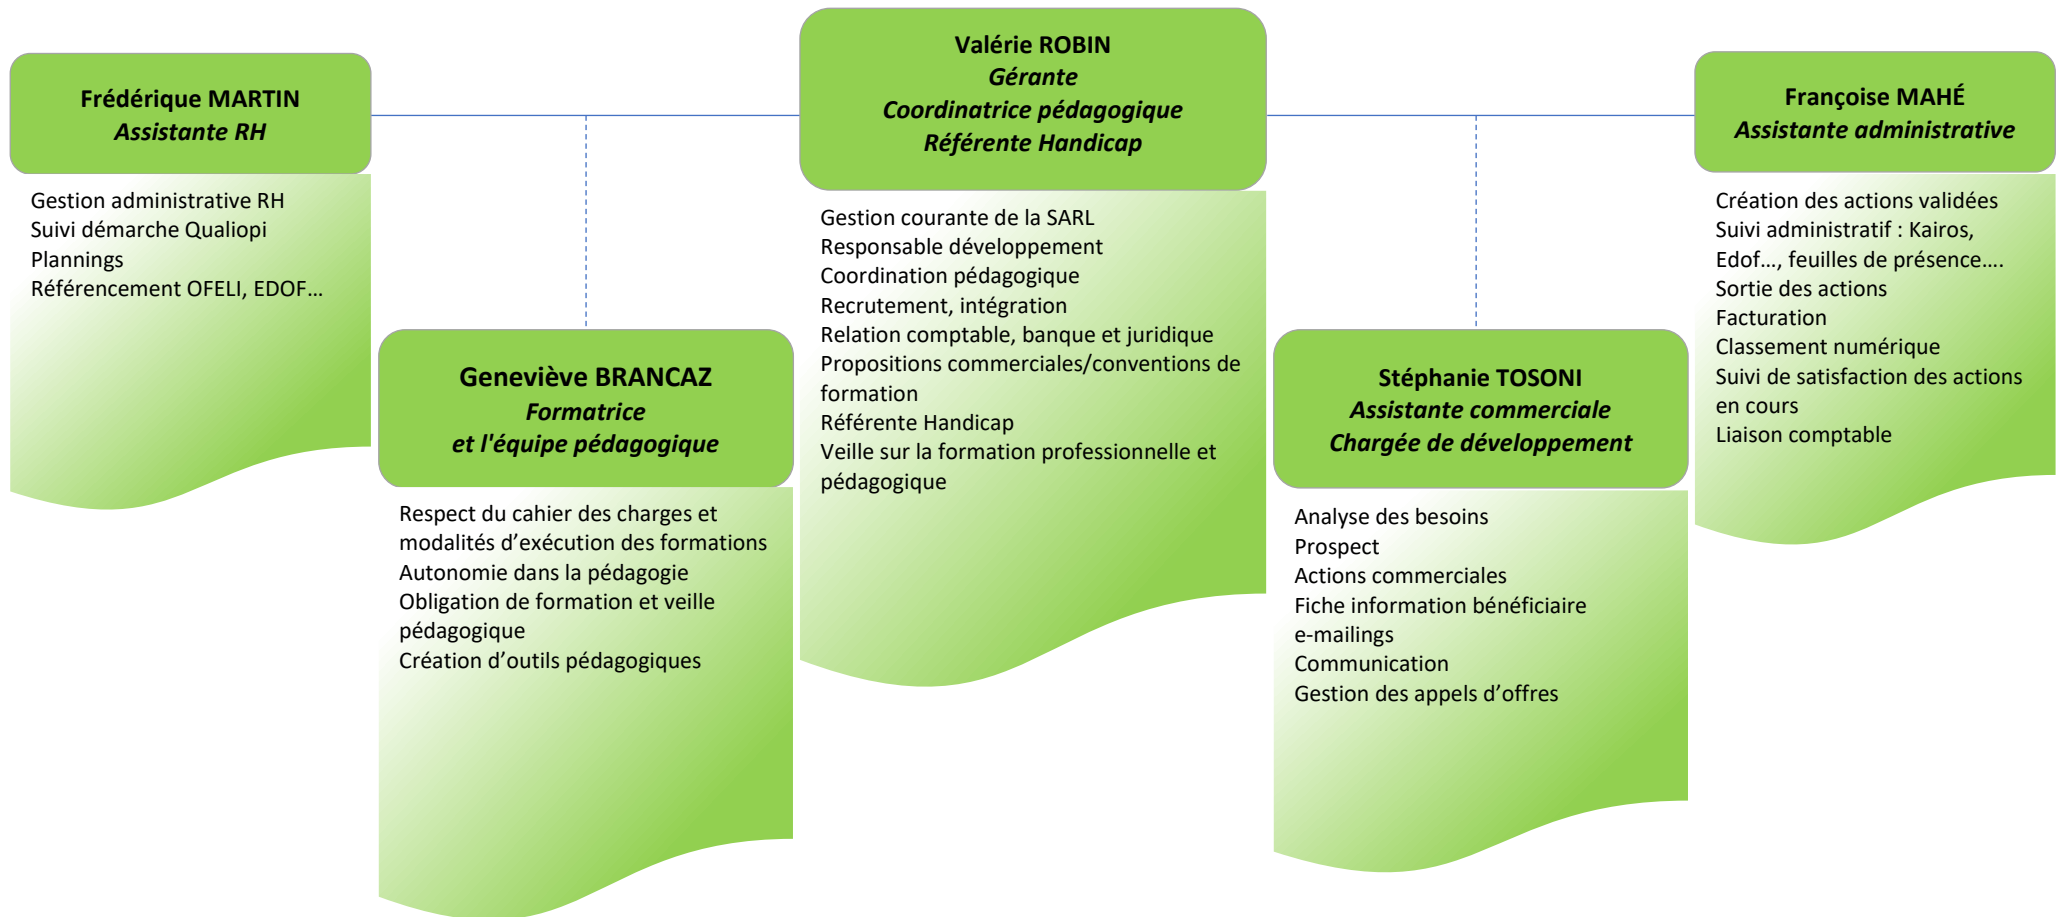 Frédérique MARTIN
Assistante RH
Gestion administrative RH
Suivi démarche Qualiopi
Plannings
Référencement OFELI, EDOF…
Geneviève BRANCAZ
Formatrice
et l'équipe pédagogique
Respect du cahier des charges et
modalités d’exécution des formations
Autonomie dans la pédagogie
Obligation de formation et veille
pédagogique
Création d’outils pédagogiques
Valérie ROBIN
Gérante
Coordinatrice pédagogique
Référente Handicap
Gestion courante de la SARL
Responsable développement
Coordination pédagogique
Recrutement, intégration
Relation comptable, banque et juridique
Propositions commerciales/conventions de
formation
Référente Handicap
Veille sur la formation professionnelle et
pédagogique
Stéphanie TOSONI
Assistante commerciale
Chargée de développement
Analyse des besoins
Prospect
Actions commerciales
Fiche information bénéficiaire
e-mailings
Communication
Gestion des appels d’offres
Françoise MAHÉ
Assistante administrative
Création des actions validées
Suivi administratif : Kairos,
Edof…, feuilles de présence….
Sortie des actions
Facturation
Classement numérique
Suivi de satisfaction des actions
en cours
Liaison comptable